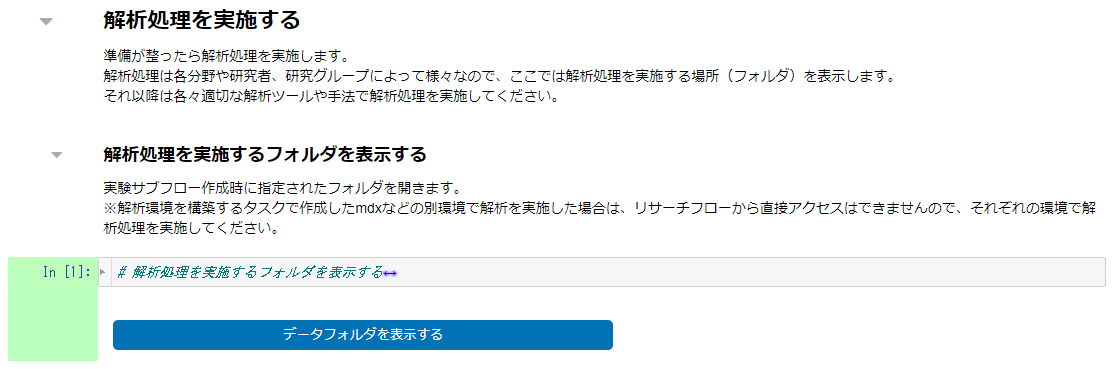 解析処理を実施する
準備が整ったら解析処理を実施します。
解析処理は各分野や研究者、研究グループによって様々なので、ここでは解析処理を実施する場所（フォルダ）を表示します。
それ以降は各々適切な解析ツールや手法で解析処理を実施してください。
解析処理を実施するフォルダを表示する
実験サブフロー作成時に指定されたフォルダを開きます。
※解析環境を構築するタスクで作成したmdxなどの別環境で解析を実施した場合は、リサーチフローから直接アクセスはできませんので、それぞれの環境で解
析処理を実施してください。
In [1]: # 解析処理を実施するフォルダを表示する↔
データフォルダを表示する